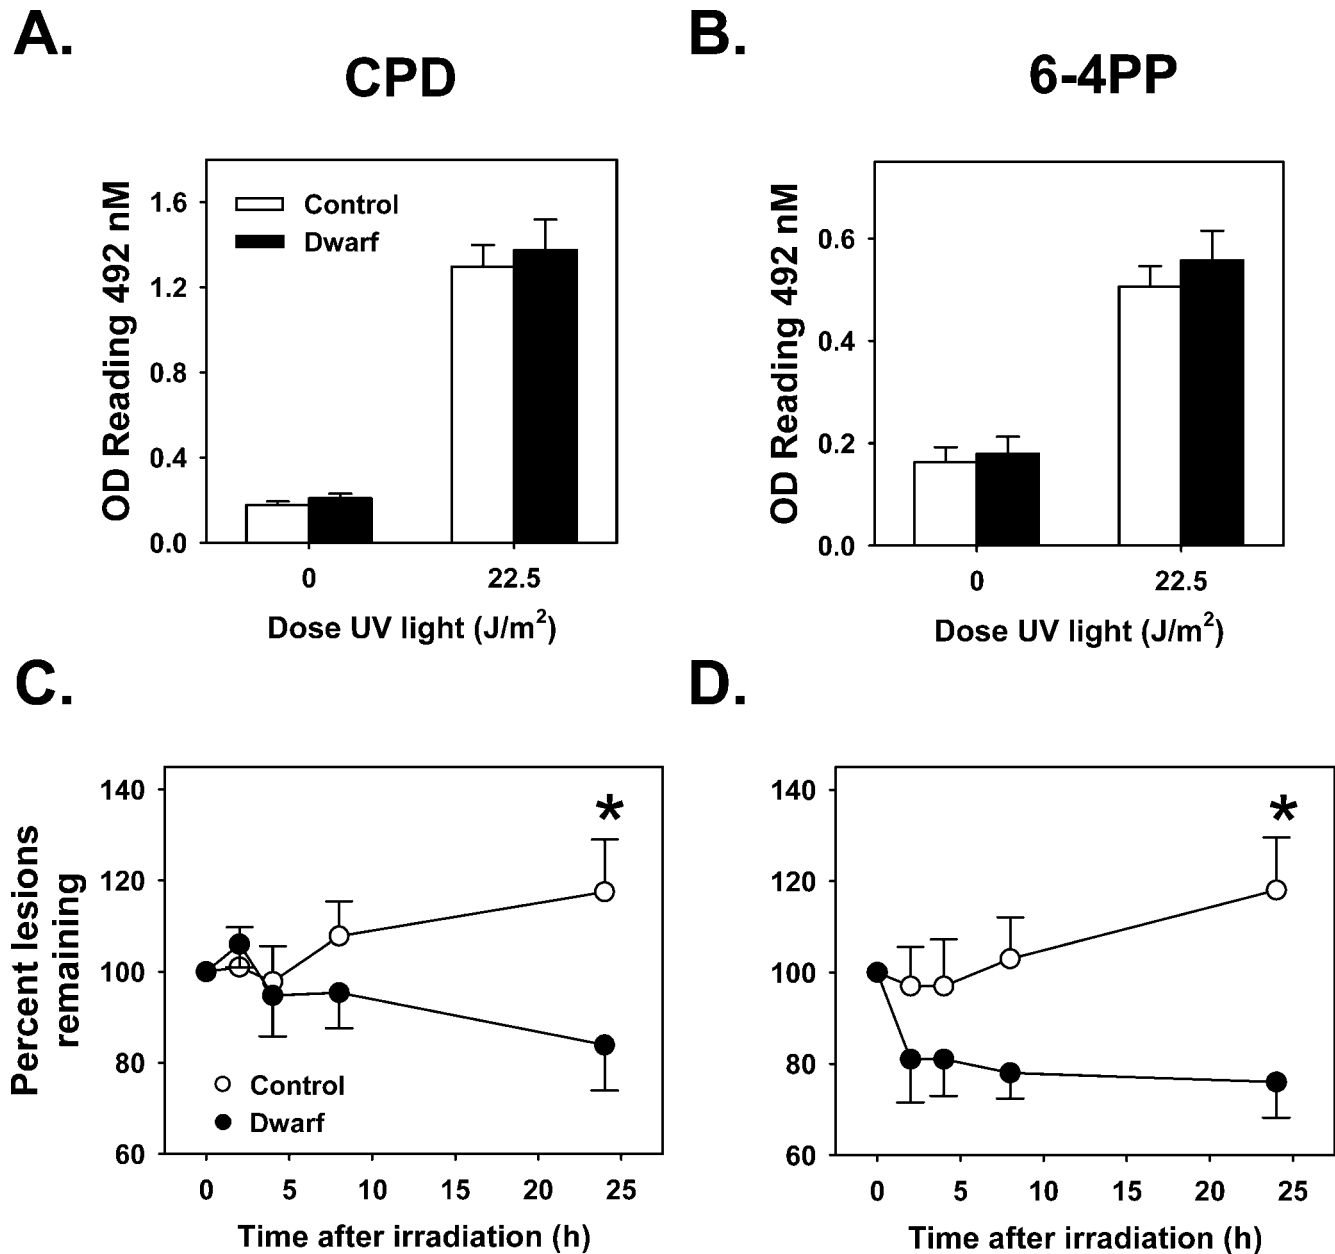 A.
CPD
OD Reading 492 nM
1.6
1.2
0.8
0.4
0.0
Control
Dwarf
0 22.5
Dose UV light (J/m²)
B.
6-4PP
OD Reading 492 nM
0.6
0.4
0.2
0.0
0 22.5
Dose UV light (J/m²)
C.
Percent lesions
remaining
140
120
100
80
60
*
Control
Dwarf
0 5 10 15 20 25
Time after irradiation (h)
D.
140
120
100
80
60
*
0 5 10 15 20 25
Time after irradiation (h)